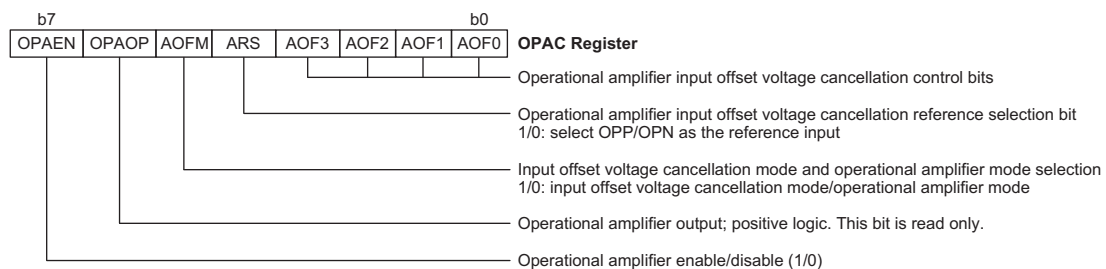 b7 b0
OPAEN OPAOP AOFM ARS AOF3 AOF2 AOF1 AOF0 OPAC Register
Operational amplifier input offset voltage cancellation control bits
Operational amplifier input offset voltage cancellation reference selection bit
1/0: select OPP/OPN as the reference input
Input offset voltage cancellation mode and operational amplifier mode selection
1/0: input offset voltage cancellation mode/operational amplifier mode
Operational amplifier output; positive logic. This bit is read only.
Operational amplifier enable/disable (1/0)